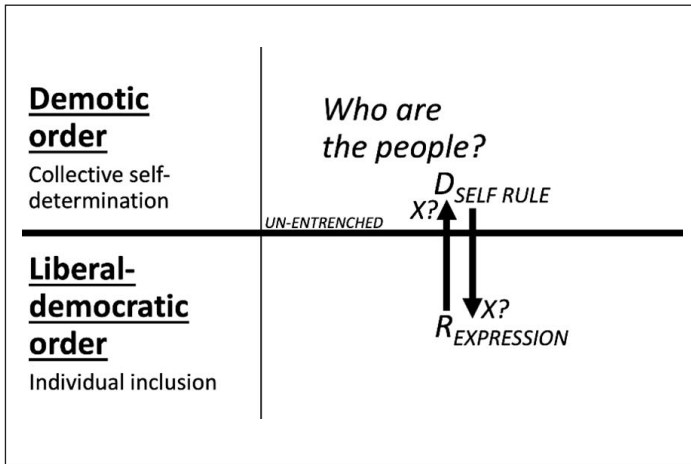 Demotic
order
Collective self-
determination
Who are
the people?
D SELF RULE
X?
UN-ENTRENCHED
Liberal-
democratic
order
Individual inclusion
X?
R EXPRESSION